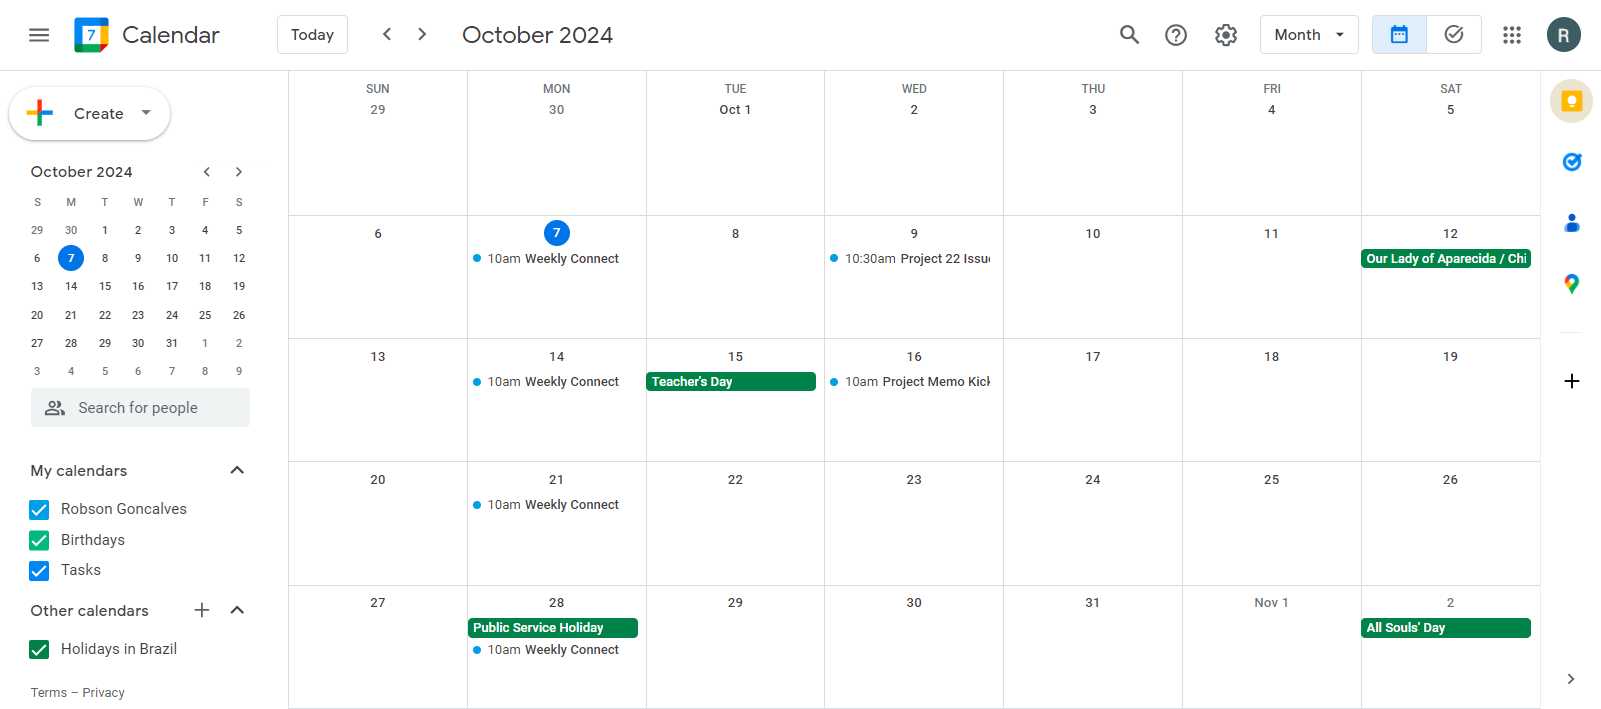 7 Calendar Today October 2024 Month R
Create
October 2024
S M T W T F S
29 30 1 2 3 4 5
6 7 8 9 10 11 12
13 14 15 16 17 18 19
20 21 22 23 24 25 26
27 28 29 30 31 1 2
3 4 5 6 7 8 9
Search for people
My calendars
Robson Goncalves
Birthdays
Tasks
Other calendars
Holidays in Brazil
Terms – Privacy
SUN MON TUE WED THU FRI SAT
29 30 Oct 1 2 3 4 5
6 7 8 9 10 11 12
10am Weekly Connect 10:30am Project 22 Issu Our Lady of Aparecida / Chi
13 14 15 16 17 18 19
10am Weekly Connect Teacher's Day 10am Project Memo Kick
20 21 22 23 24 25 26
10am Weekly Connect
27 28 29 30 31 Nov 1 2
Public Service Holiday All Souls' Day
10am Weekly Connect